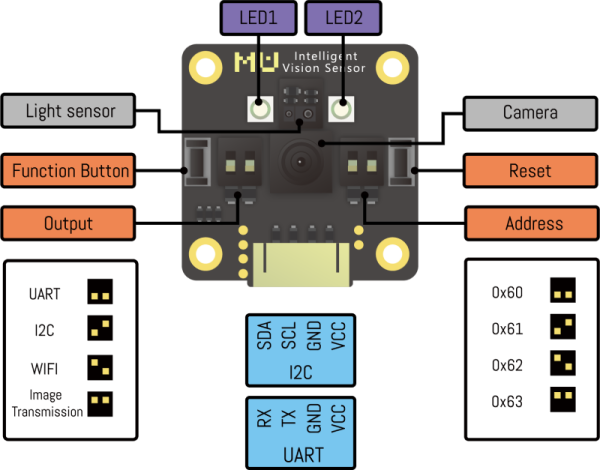 LED1
LED2
MU
Intelligent
Vision Sensor
Light sensor
Camera
Function Button
Reset
Output
Address
UART
I2C
WIFI
Image
Transmission
SDA
SCL
GND
VCC
I2C
RX
TX
GND
VCC
UART
0x60
0x61
0x62
0x63